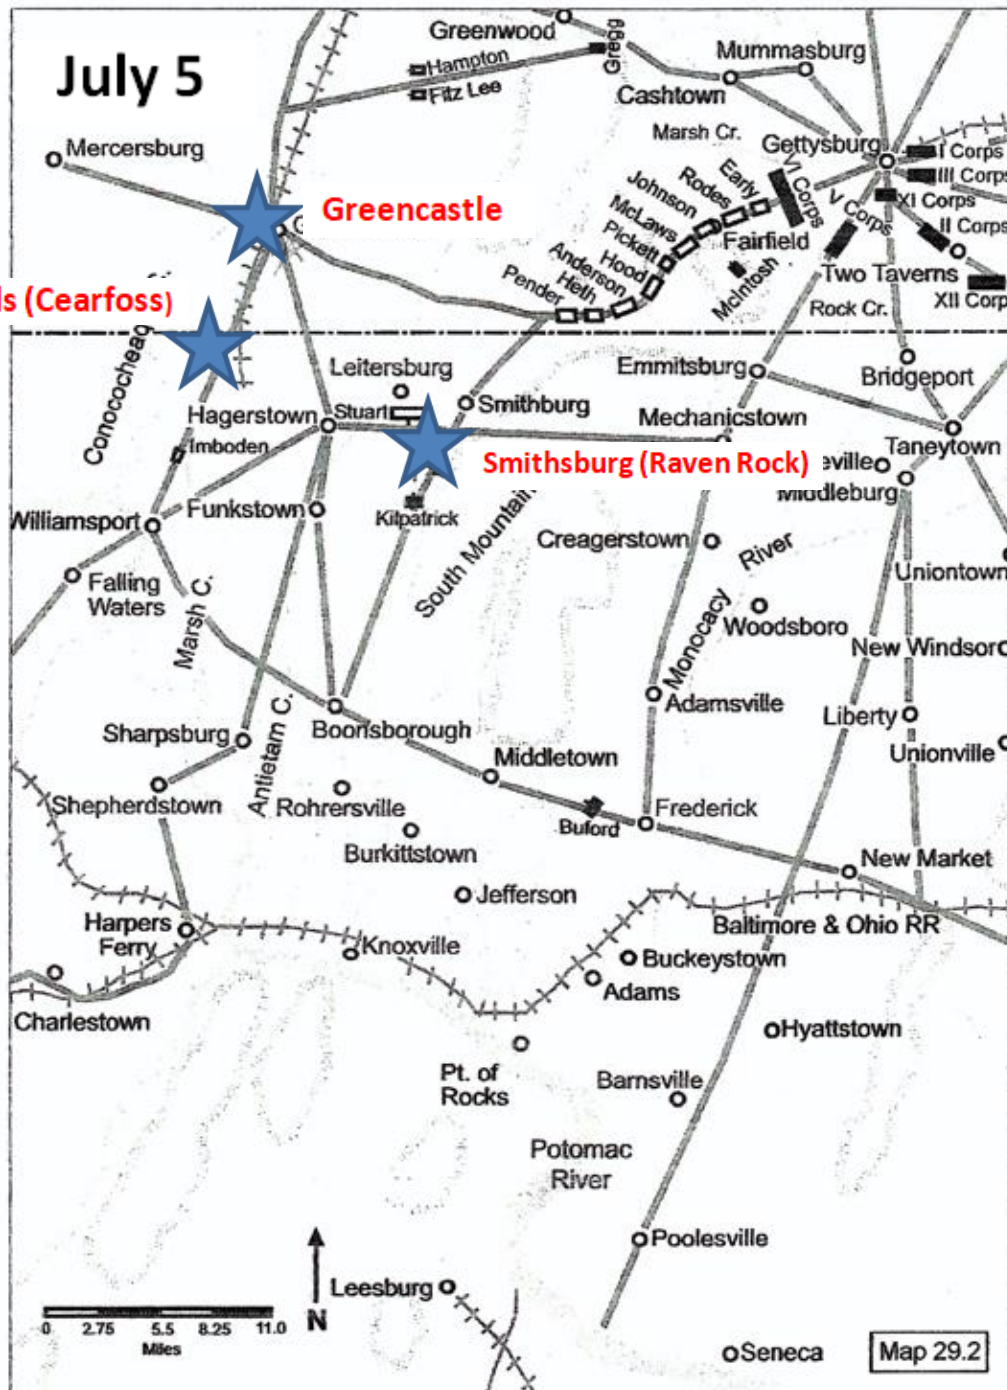 July 5
Greenwood
Gregg
Hampton
Fitz Lee
Mummasburg
Cashtown
Marsh Cr.
Gettysburg
Mercersburg
I Corps
III Corps
XI Corps
II Corps
V Corps
VI Corps
Early
Rodes
Johnson
McLaws
Pickett
Hood
Anderson
Heth
Pender
Fairfield
McIntosh
Two Taverns
XII Corp
Rock Cr.
Greencastle
(Cearfoss)
Emmitsburg
Bridgeport
Leitersburg
Stuart
Smithburg
Hagerstown
Mechanicstown
Taneytown
Imboden
Smithsburg (Raven Rock)
eville
Middleburg
Kilpatrick
South Mountain
Williamsport
Funkstown
Creagerstown
River
Monocacy
Uniontown
Falling
Waters
Marsh C.
Woodsboro
New Windsor
Adamsville
Liberty
Unionville
Sharpsburg
Boonsborough
Antietam C.
Middletown
Shepherdstown
Rohrersville
Buford
Frederick
Burkittstown
New Market
Jefferson
Harpers
Ferry
Knoxville
Baltimore & Ohio RR
Buckeystown
Adams
Charlestown
Hyattstown
Pt. of
Rocks
Barnsville
Potomac
River
Poolesville
Leesburg
N
0 2.75 5.5 8.25 11.0
Miles
Seneca
Map 29.2